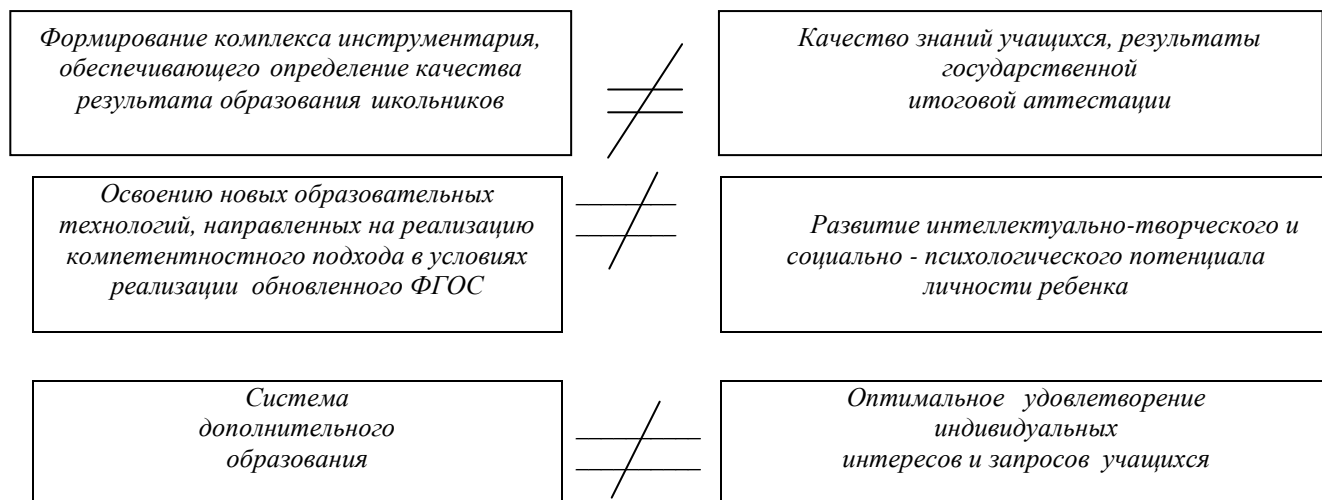 Формирование комплекса инструментария,
обеспечивающего определение качества
результата образования школьников
Качество знаний учащихся, результаты
государственной
итоговой аттестации
Освоению новых образовательных
технологий, направленных на реализацию
компетентностного подхода в условиях
реализации обновленного ФГОС
Развитие интеллектуально-творческого и
социально - психологического потенциала
личности ребенка
Система
дополнительного
образования
Оптимальное удовлетворение
индивидуальных
интересов и запросов учащихся